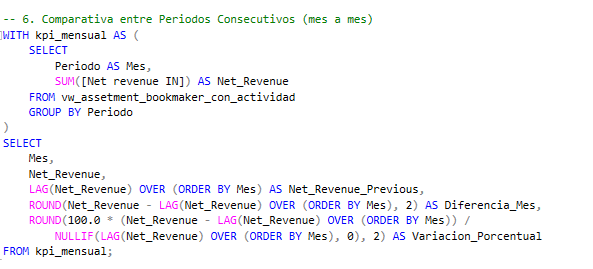 -- 6. Comparativa entre Periodos Consecutivos (mes a mes)
WITH kpi_mensual AS (
    SELECT
        Periodo AS Mes,
        SUM([Net revenue IN]) AS Net_Revenue
    FROM vw_assetment_bookmaker_con_actividad
    GROUP BY Periodo
)
SELECT
    Mes,
    Net_Revenue,
    LAG(Net_Revenue) OVER (ORDER BY Mes) AS Net_Revenue_Previous,
    ROUND(Net_Revenue - LAG(Net_Revenue) OVER (ORDER BY Mes), 2) AS Diferencia_Mes,
    ROUND(100.0 * (Net_Revenue - LAG(Net_Revenue) OVER (ORDER BY Mes)) /
        NULLIF(LAG(Net_Revenue) OVER (ORDER BY Mes), 0), 2) AS Variacion_Porcentual
FROM kpi_mensual;